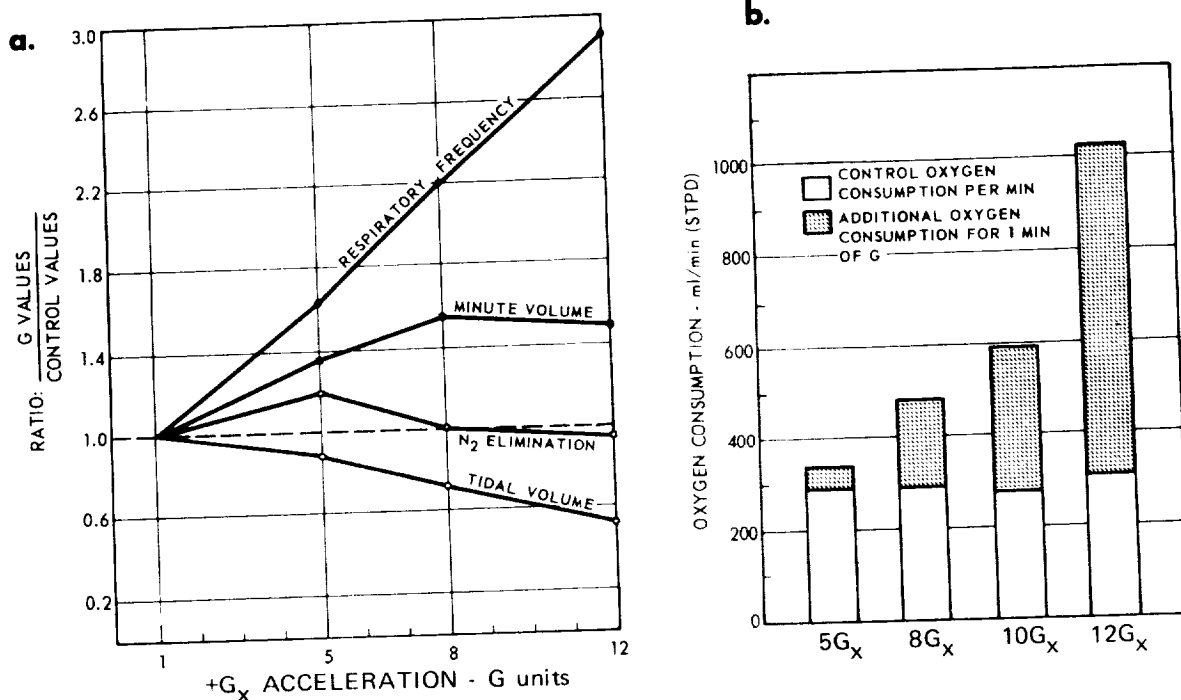 a.
3.0
2.6
2.2
1.8
1.4
1.0
0.6
0.2
RATIO: G VALUES
CONTROL VALUES
RESPIRATORY FREQUENCY
MINUTE VOLUME
N₂ ELIMINATION
TIDAL VOLUME
1 5 8 12
+Gₓ ACCELERATION - G units
b.
OXYGEN CONSUMPTION - ml/min (STPD)
1000
800
600
400
200
0
CONTROL OXYGEN
CONSUMPTION PER MIN
ADDITIONAL OXYGEN
CONSUMPTION FOR 1 MIN
OF G
5Gₓ 8Gₓ 10Gₓ 12Gₓ